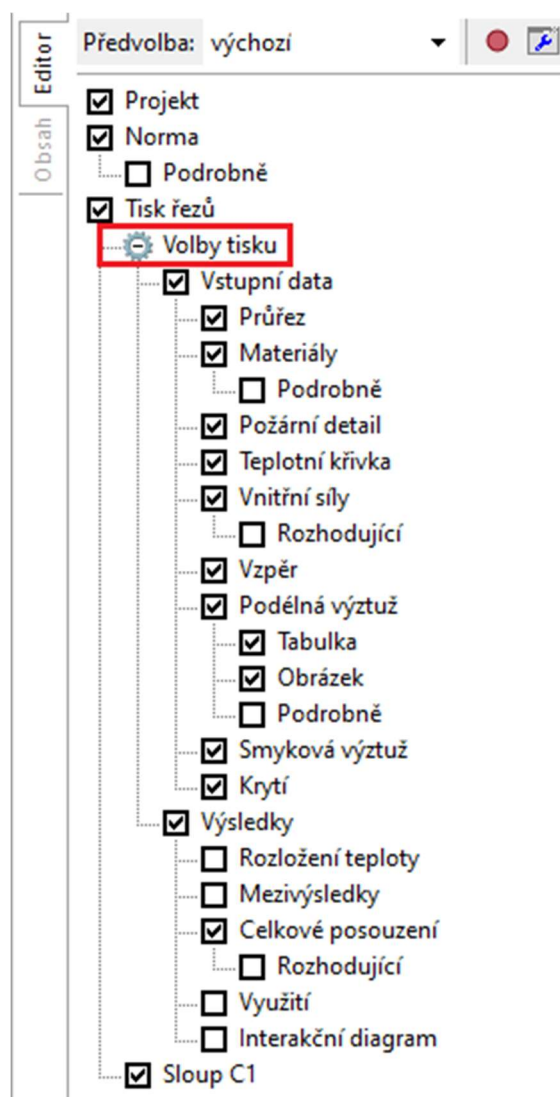 Editor
Obsah
Předvolba: výchozí
Projekt
Norma
Podrobně
Tisk řezů
Volby tisku
Vstupní data
Průřez
Materiály
Podrobně
Požární detail
Teplotní křivka
Vnitřní síly
Rozhodující
Vzpěr
Podélná výztuž
Tabulka
Obrázek
Podrobně
Smyková výztuž
Krytí
Výsledky
Rozložení teploty
Mezivýsledky
Celkové posouzení
Rozhodující
Využití
Interakční diagram
Sloup C1